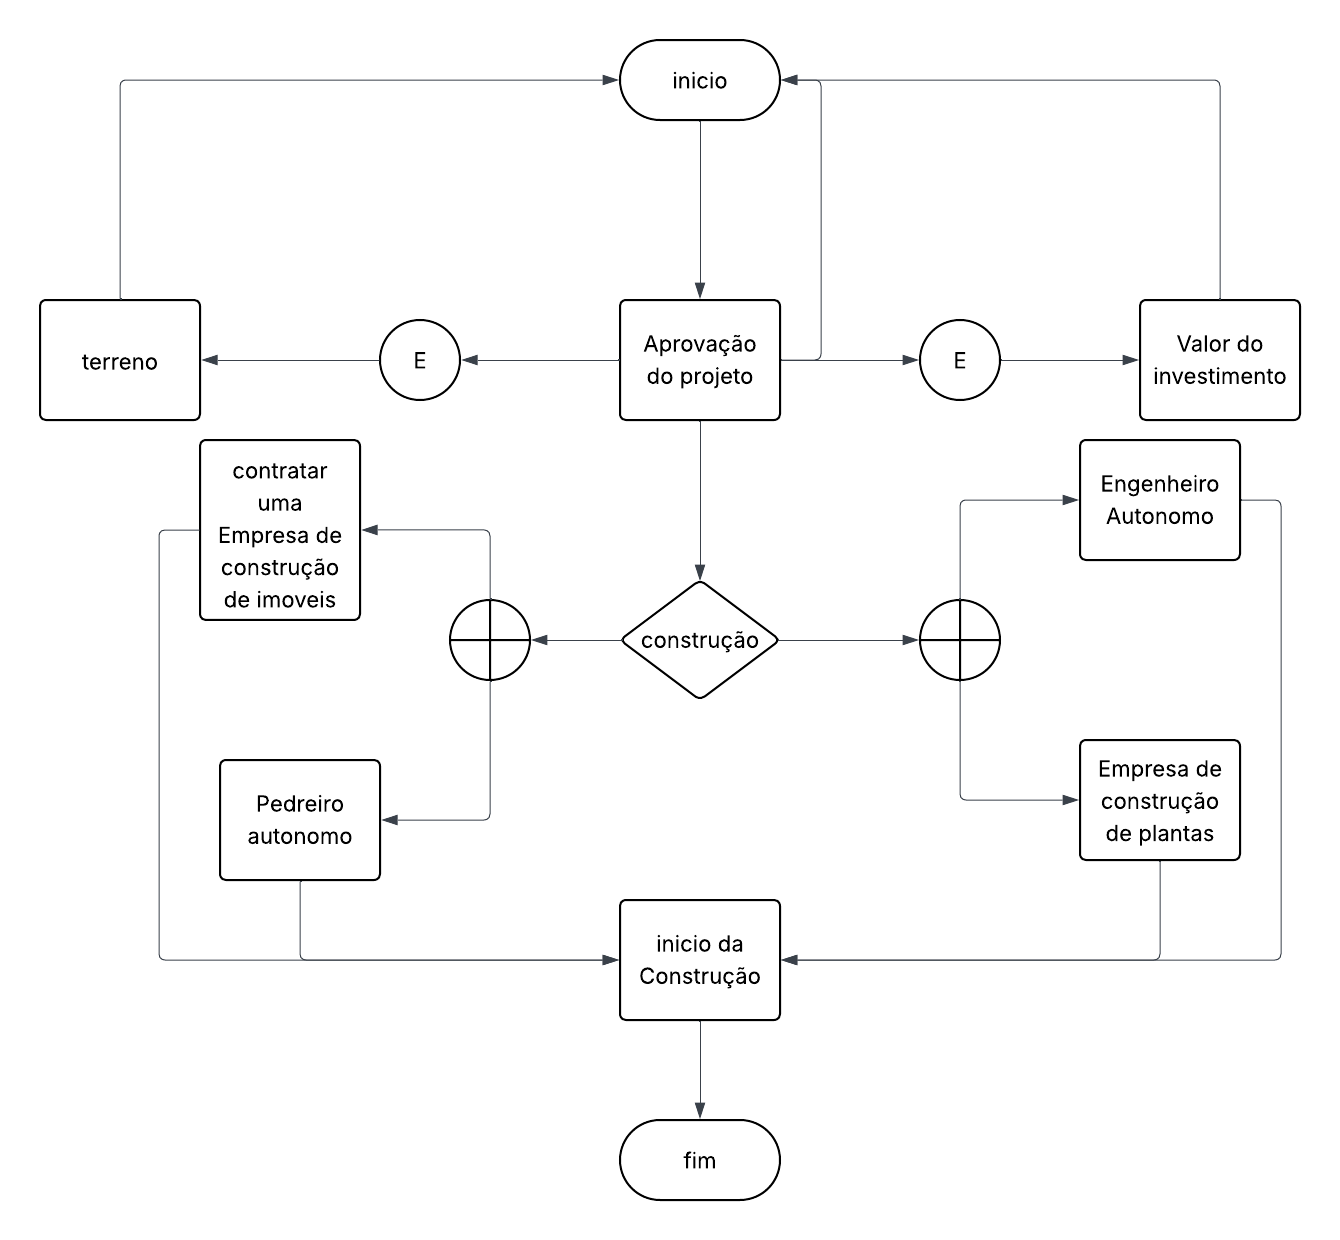 inicio
terreno
E
Aprovação
do projeto
E
Valor do
investimento
contratar
uma
Empresa de
construção
de imoveis
Engenheiro
Autonomo
construção
Pedreiro
autonomo
Empresa de
construção
de plantas
inicio da
Construção
fim